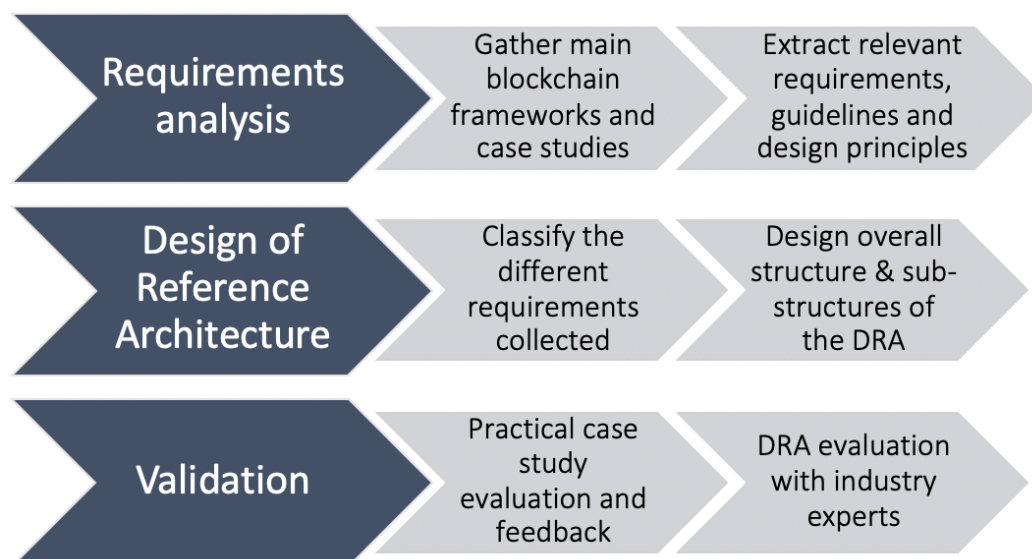 Requirements
analysis
Gather main
blockchain
frameworks and
case studies
Extract relevant
requirements,
guidelines and
design principles
Design of
Reference
Architecture
Classify the
different
requirements
collected
Design overall
structure & sub-
structures of
the DRA
Validation
Practical case
study
evaluation and
feedback
DRA evaluation
with industry
experts